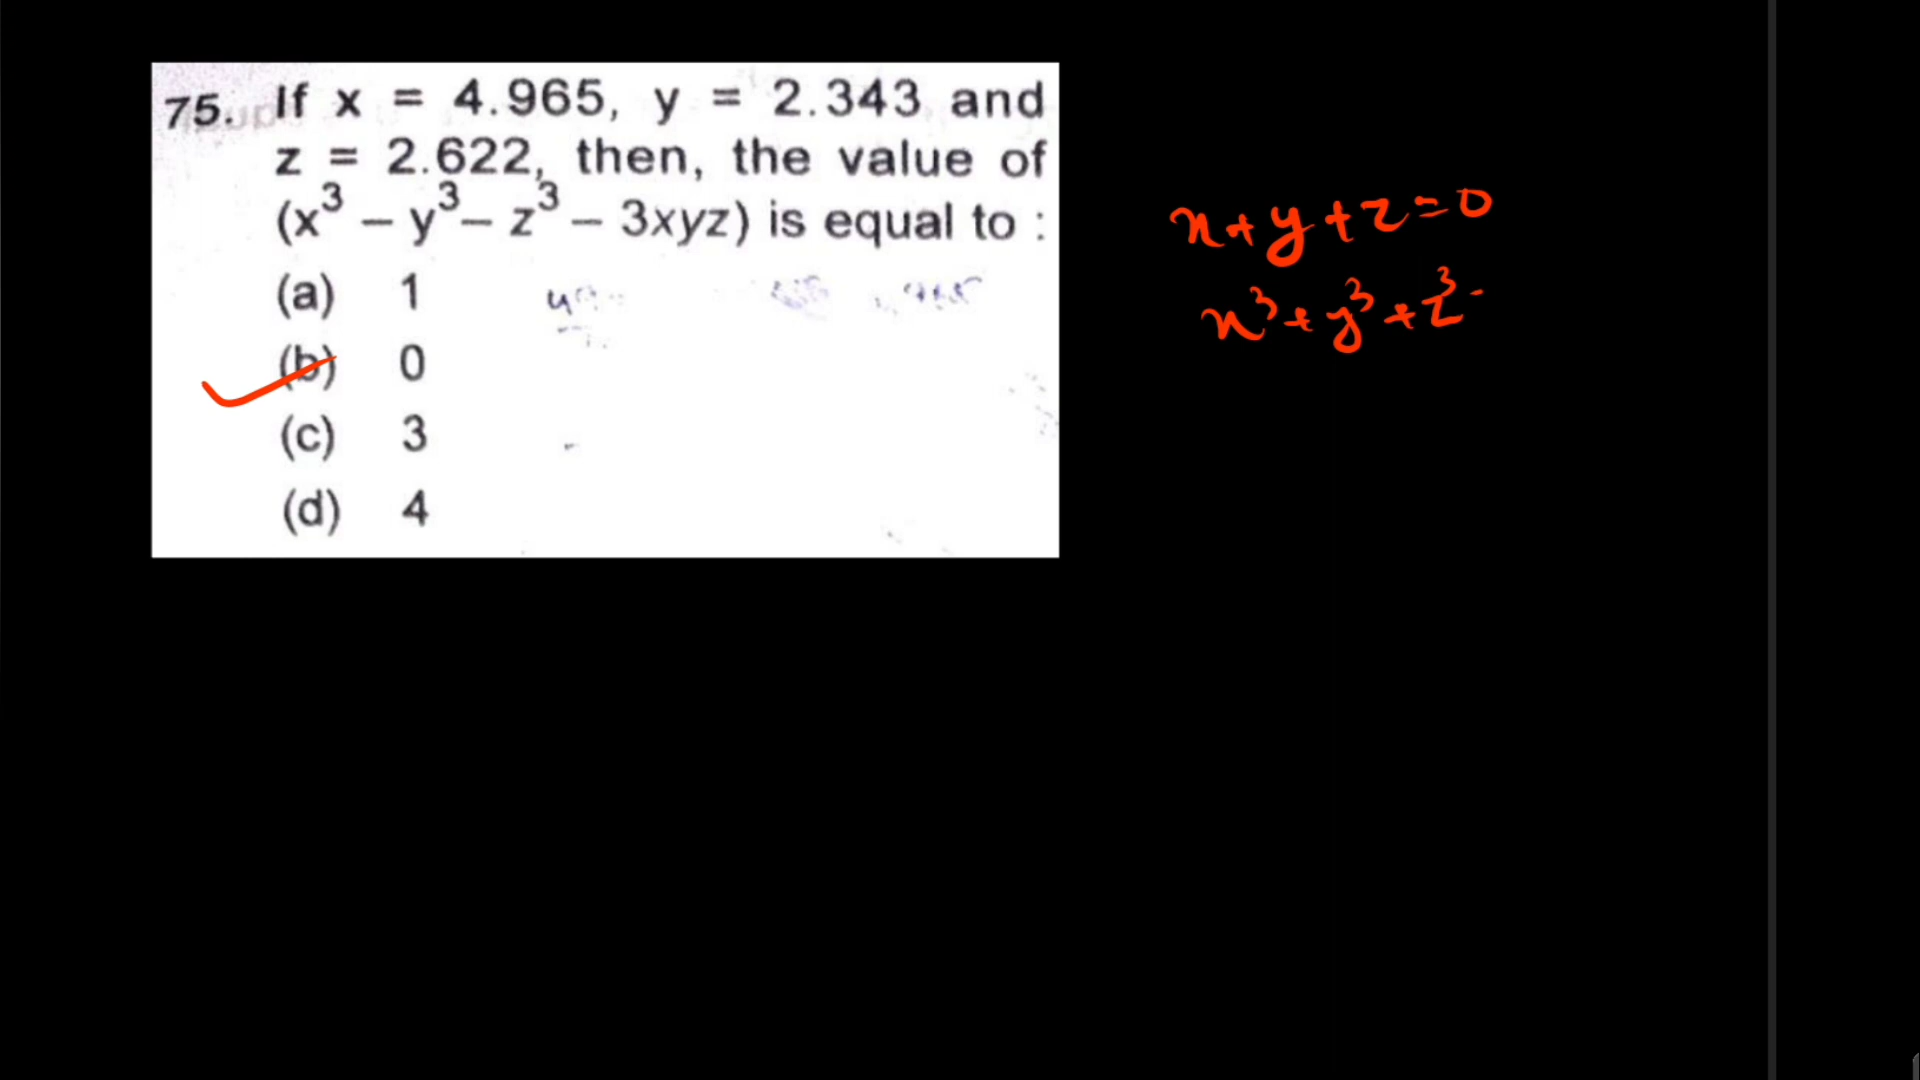 75. If x = 4.965, y = 2.343 and
z = 2.622, then, the value of
(x³ – y³ – z³ – 3xyz) is equal to :
(a) 1
(b) 0
(c) 3
(d) 4
x+y+z=0
x³+y³+z³